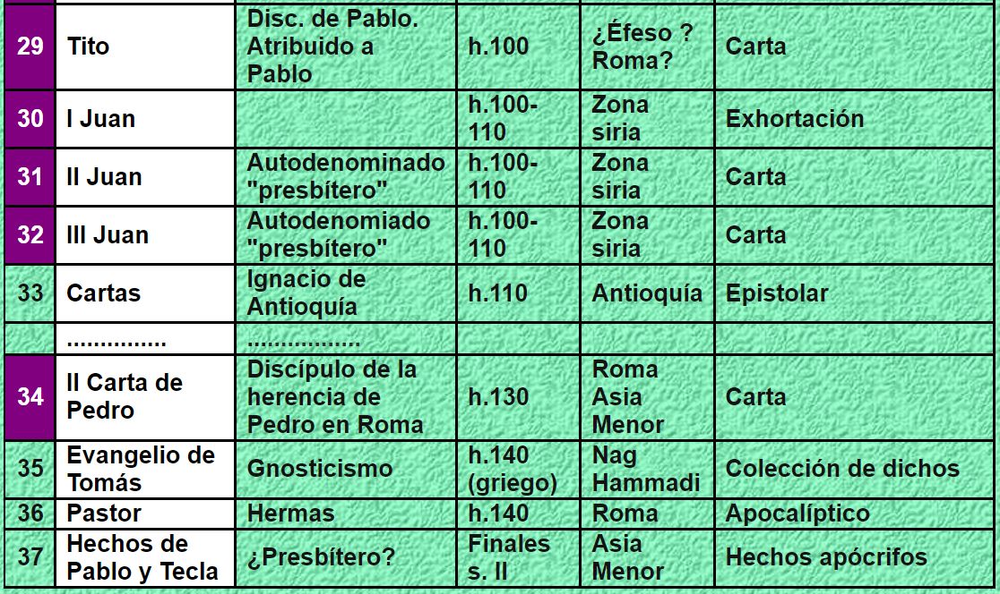 29 Tito Disc. de Pablo. Atribuido a Pablo h.100 ¿Éfeso ? Roma? Carta
30 I Juan h.100-110 Zona siria Exhortación
31 II Juan Autodenominado "presbítero" h.100-110 Zona siria Carta
32 III Juan Autodenomiado "presbítero" h.100-110 Zona siria Carta
33 Cartas Ignacio de Antioquía h.110 Antioquía Epistolar
............... .................
34 II Carta de Pedro Discípulo de la herencia de Pedro en Roma h.130 Roma Asia Menor Carta
35 Evangelio de Tomás Gnosticismo h.140 (griego) Nag Hammadi Colección de dichos
36 Pastor Hermas h.140 Roma Apocalíptico
37 Hechos de Pablo y Tecla ¿Presbítero? Finales s. II Asia Menor Hechos apócrifos